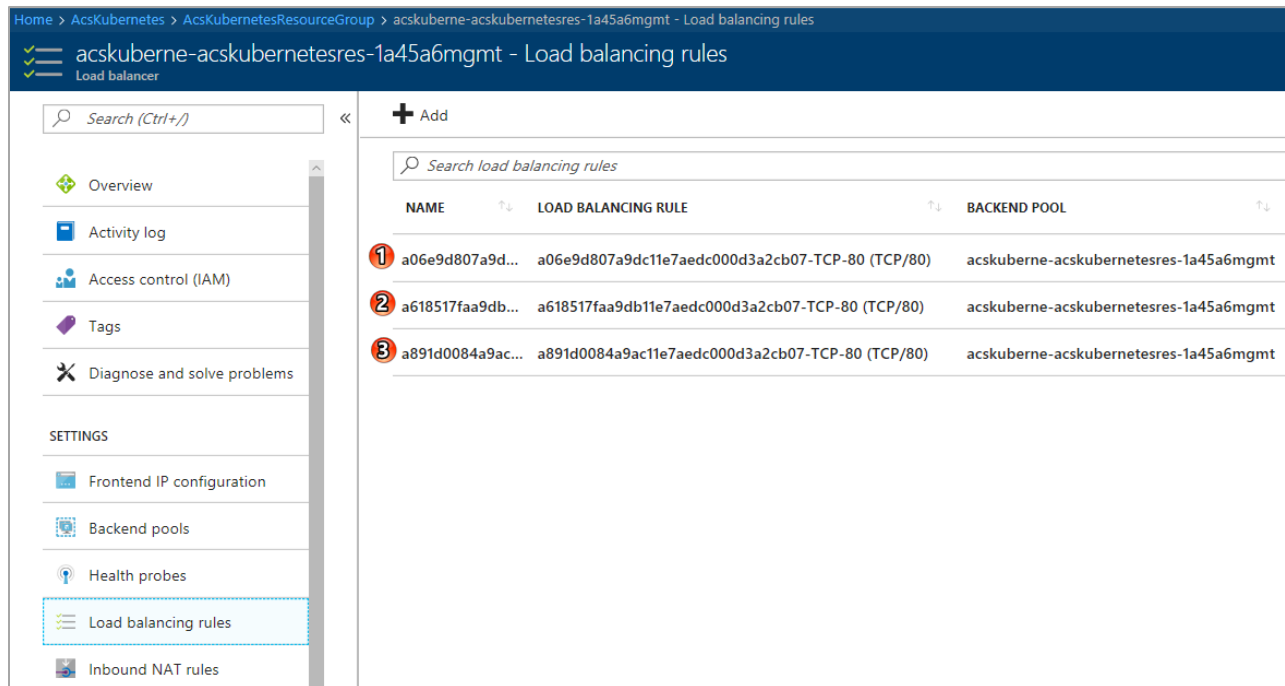 Home > AcsKubernetes > AcsKubernetesResourceGroup > acskuberne-acskubernetesres-1a45a6mgmt - Load balancing rules
acskuberne-acskubernetesres-1a45a6mgmt - Load balancing rules
Load balancer
Search (Ctrl+/)
«
Overview
Activity log
Access control (IAM)
Tags
Diagnose and solve problems
SETTINGS
Frontend IP configuration
Backend pools
Health probes
Load balancing rules
Inbound NAT rules
Add
Search load balancing rules
NAME LOAD BALANCING RULE BACKEND POOL
1 a06e9d807a9d... a06e9d807a9dc11e7aedc000d3a2cb07-TCP-80 (TCP/80) acskuberne-acskubernetesres-1a45a6mgmt
2 a618517faa9db... a618517faa9db11e7aedc000d3a2cb07-TCP-80 (TCP/80) acskuberne-acskubernetesres-1a45a6mgmt
3 a891d0084a9ac... a891d0084a9ac11e7aedc000d3a2cb07-TCP-80 (TCP/80) acskuberne-acskubernetesres-1a45a6mgmt